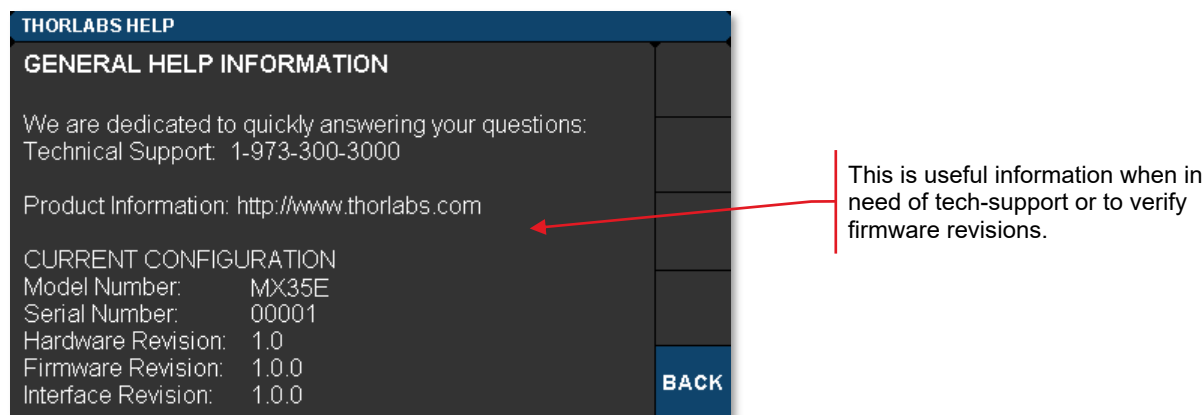 THORLABS HELP
GENERAL HELP INFORMATION
We are dedicated to quickly answering your questions:
Technical Support: 1-973-300-3000
Product Information: http://www.thorlabs.com
CURRENT CONFIGURATION
Model Number: MX35E
Serial Number: 00001
Hardware Revision: 1.0
Firmware Revision: 1.0.0
Interface Revision: 1.0.0
BACK
This is useful information when in
need of tech-support or to verify
firmware revisions.